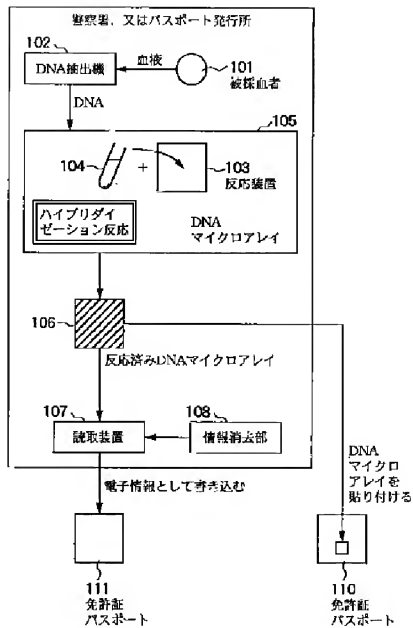 警察署、又はパスポート発行所
102
DNA抽出機
血液
101
被採血者
DNA
105
104
+
103
反応装置
ハイブリダイ
ゼーション反応
DNA
マイクロアレイ
106
反応済みDNAマイクロアレイ
107
読取装置
108
情報消去部
電子情報として書き込む
DNA
マイクロ
アレイを
貼り付ける
111
免許証
パスポート
110
免許証
パスポート